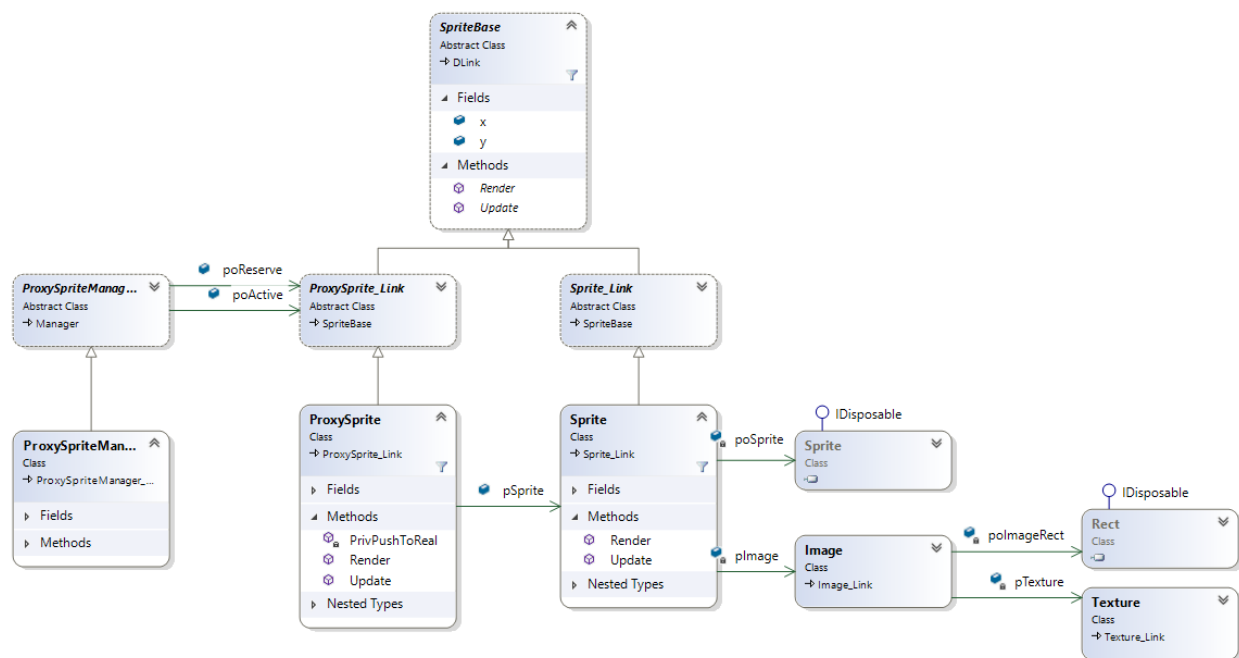 SpriteBase
Abstract Class
DLink
Fields
x
y
Methods
Render
Update
ProxySpriteManag...
Abstract Class
Manager
poReserve
poActive
ProxySprite_Link
Abstract Class
SpriteBase
Sprite_Link
Abstract Class
SpriteBase
ProxySpriteMan...
Class
ProxySpriteManager_...
Fields
Methods
ProxySprite
Class
ProxySprite_Link
Fields
Methods
PrivPushToReal
Render
Update
Nested Types
pSprite
Sprite
Class
Sprite_Link
Fields
Methods
Render
Update
Nested Types
poSprite
IDisposable
Sprite
Class
pImage
Image
Class
Image_Link
poImageRect
pTexture
IDisposable
Rect
Class
Texture
Class
Texture_Link